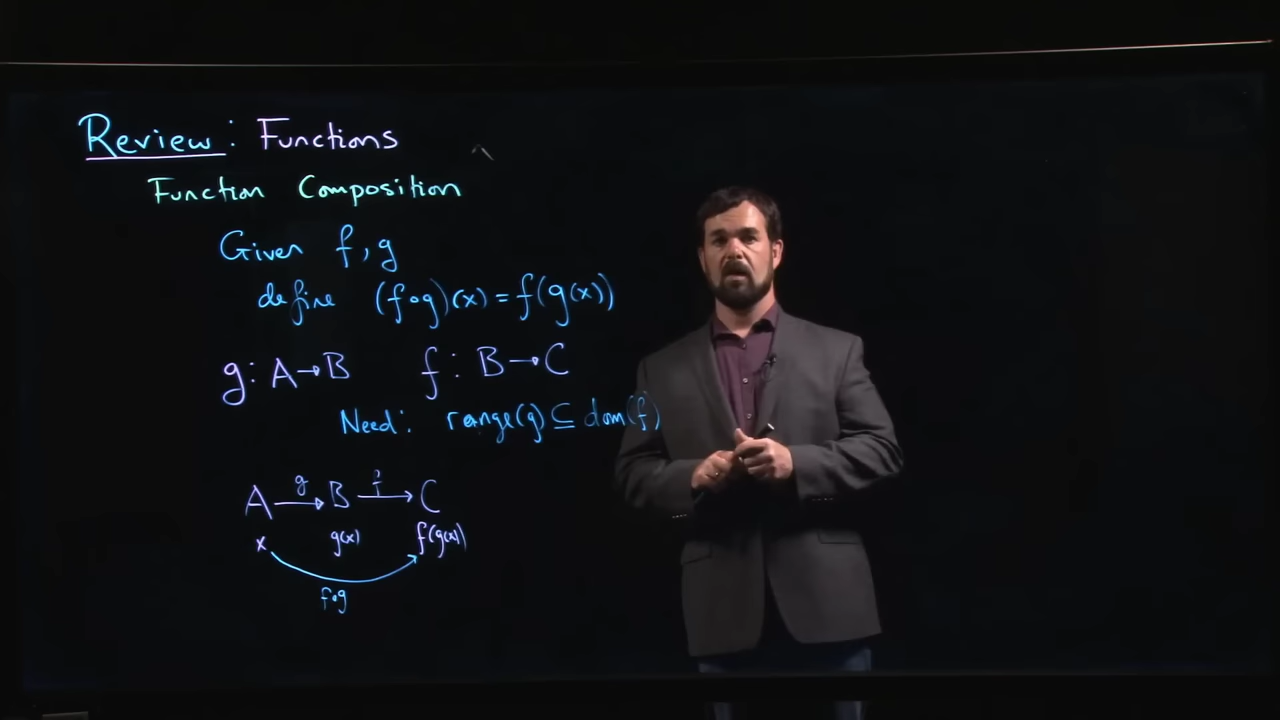 Review: Functions
Function Composition
Given f, g
define (f∘g)(x) = f(g(x))
g: A→B f: B→C
Need: range(g) ⊆ dom(f)
A g→ B f→ C
x g(x) f(g(x))
f∘g